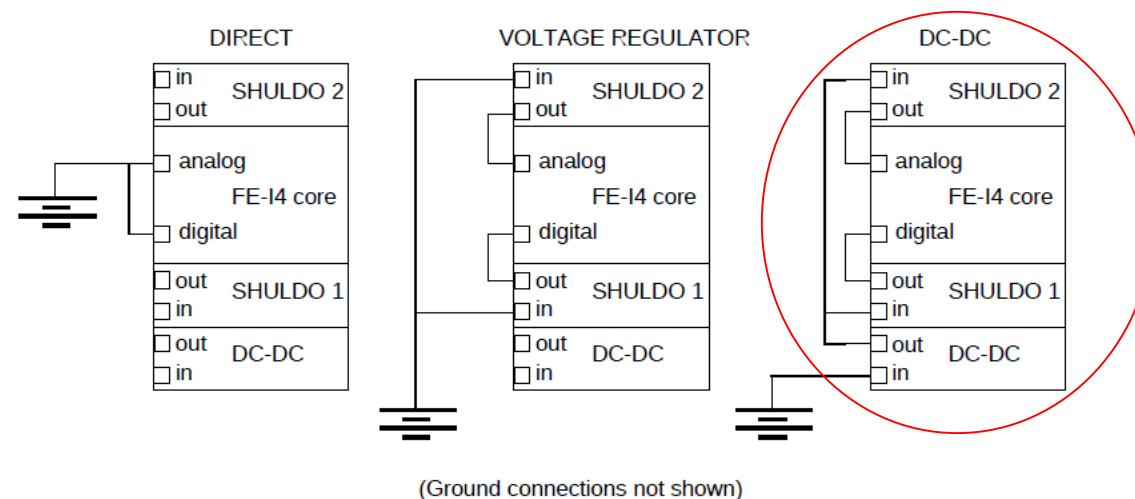 DIRECT
in
SHULDO 2
out
analog
FE-I4 core
digital
out
SHULDO 1
in
out
DC-DC
in
VOLTAGE REGULATOR
in
SHULDO 2
out
analog
FE-I4 core
digital
out
SHULDO 1
in
out
DC-DC
in
DC-DC
in
SHULDO 2
out
analog
FE-I4 core
digital
out
SHULDO 1
in
out
DC-DC
in
(Ground connections not shown)